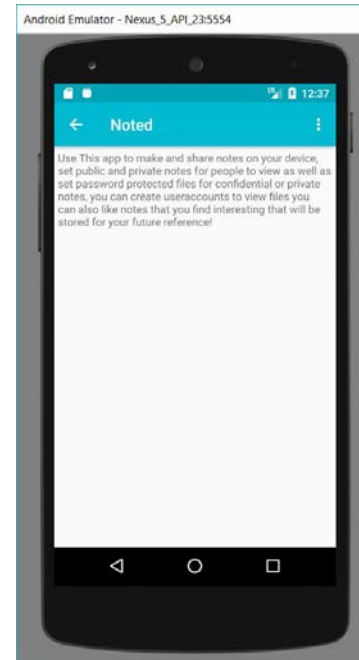 Android Emulator - Nexus_5_API_23:5554
12:37
Noted
Use This app to make and share notes on your device,
set public and private notes for people to view as well as
set password protected files for confidential or private
notes, you can create useraccounts to view files you
can also like notes that you find interesting that will be
stored for your future reference!